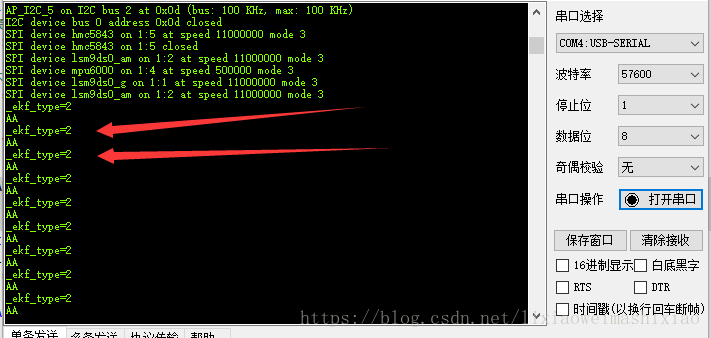 AP_I2C_5 on I2C bus 2 at 0x0d (bus: 100 KHz, max: 100 KHz)
I2C device bus 0 address 0x0d closed
SPI device hmc5843 on 1:5 at speed 11000000 mode 3
SPI device hmc5843 on 1:5 closed
SPI device lsm9ds0_am on 1:2 at speed 11000000 mode 3
SPI device mpu6000 on 1:4 at speed 500000 mode 3
SPI device lsm9ds0_g on 1:1 at speed 11000000 mode 3
SPI device lsm9ds0_am on 1:2 at speed 11000000 mode 3
_ekf_type=2
AA
_ekf_type=2
AA
_ekf_type=2
AA
_ekf_type=2
AA
_ekf_type=2
AA
_ekf_type=2
AA
_ekf_type=2
AA
_ekf_type=2
AA
_ekf_type=2
AA
串口选择
COM4:USB-SERIAL
波特率
57600
停止位
1
数据位
8
奇偶校验
无
串口操作
打开串口
保存窗口
清除接收
16进制显示
白底黑字
RTS
DTR
时间戳(以换行回车断帧)
单条发送
多条发送
协议传输
帮助
https://blog.csdn.net/lixiaoweimashixiao